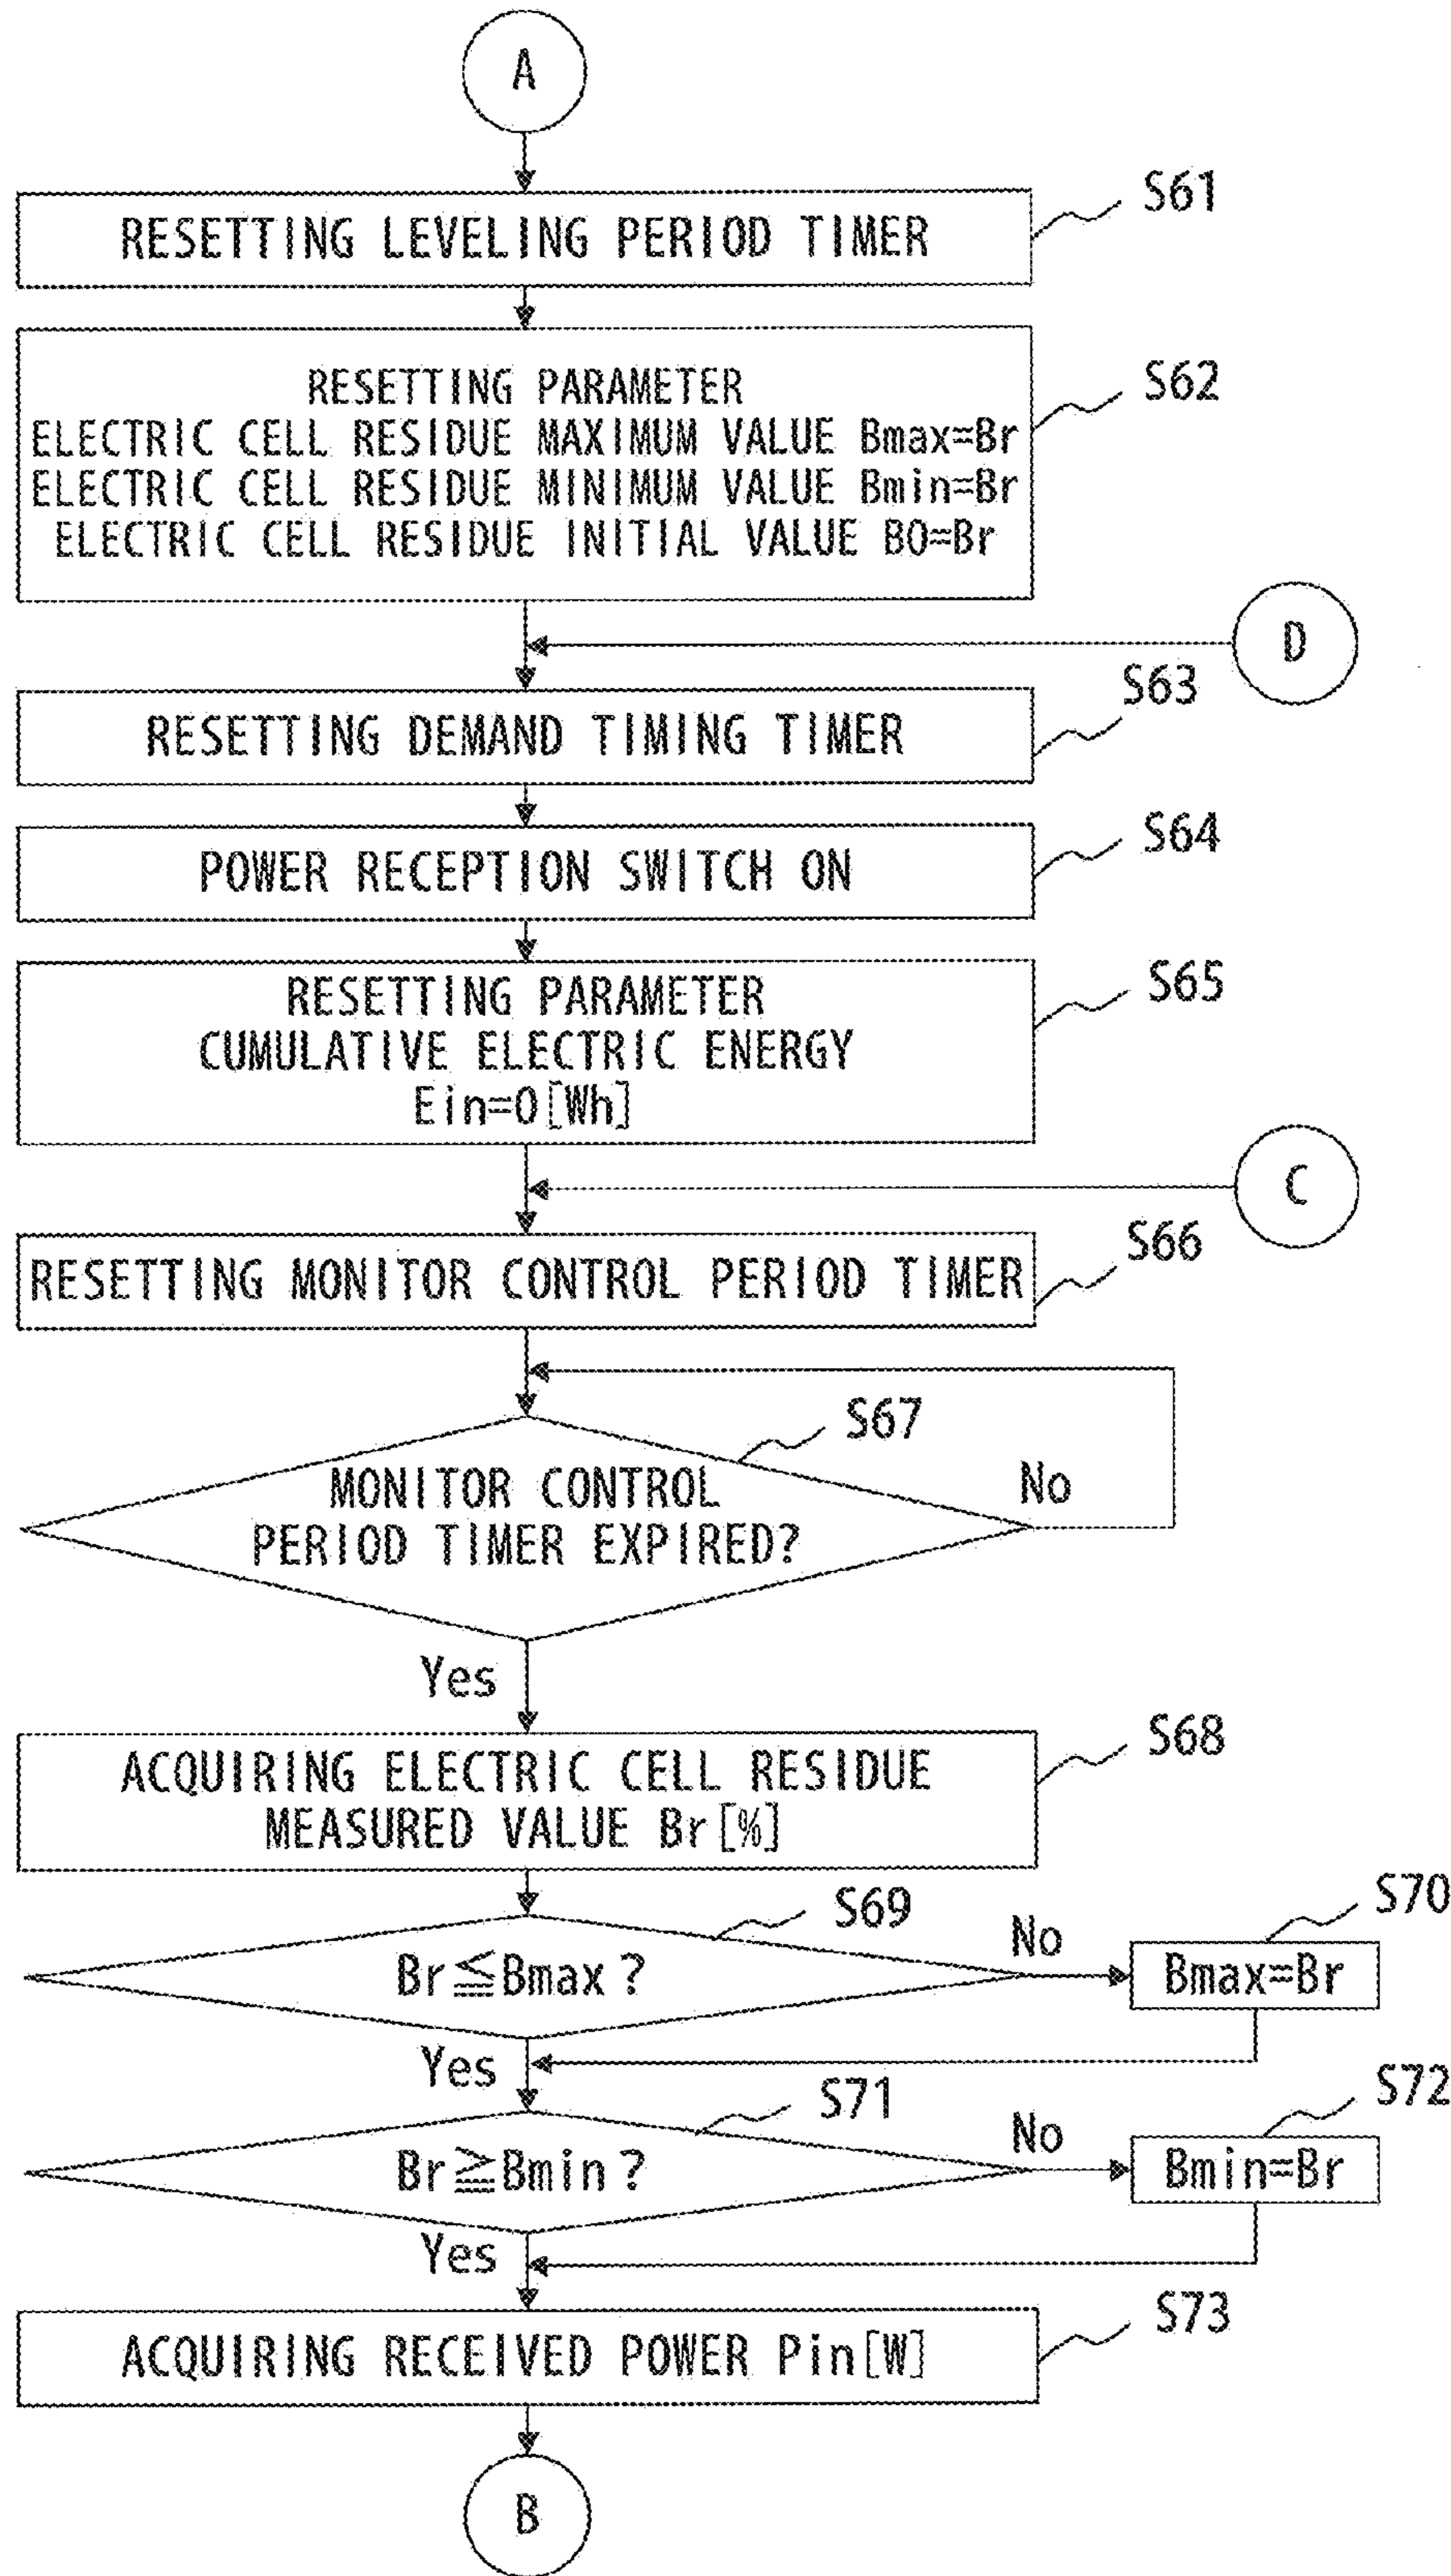 A
S61
RESETTING LEVELING PERIOD TIMER
S62
RESETTING PARAMETER
ELECTRIC CELL RESIDUE MAXIMUM VALUE Bmax=Br
ELECTRIC CELL RESIDUE MINIMUM VALUE Bmin=Br
ELECTRIC CELL RESIDUE INITIAL VALUE B0=Br
D
S63
RESETTING DEMAND TIMING TIMER
S64
POWER RECEPTION SWITCH ON
S65
RESETTING PARAMETER
CUMULATIVE ELECTRIC ENERGY
Ein=0[Wh]
C
S66
RESETTING MONITOR CONTROL PERIOD TIMER
S67
MONITOR CONTROL
PERIOD TIMER EXPIRED?
No
Yes
S68
ACQUIRING ELECTRIC CELL RESIDUE
MEASURED VALUE Br[%]
S69
Br≦Bmax?
No
S70
Bmax=Br
Yes
S71
Br≧Bmin?
No
S72
Bmin=Br
Yes
S73
ACQUIRING RECEIVED POWER Pin[W]
B